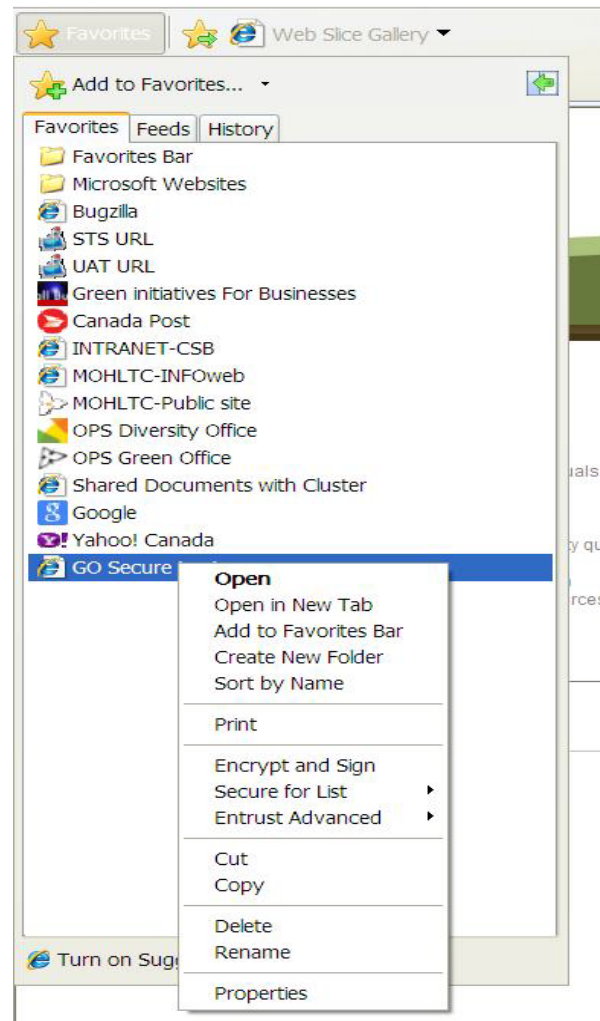 Favorites Web Slice Gallery
Add to Favorites...
Favorites Feeds History
Favorites Bar
Microsoft Websites
Bugzilla
STS URL
UAT URL
Green initiatives For Businesses
Canada Post
INTRANET-CSB
MOHLTC-INFOweb
MOHLTC-Public site
OPS Diversity Office
OPS Green Office
Shared Documents with Cluster
Google
Yahoo! Canada
GO Secure
Open
Open in New Tab
Add to Favorites Bar
Create New Folder
Sort by Name
Print
Encrypt and Sign
Secure for List
Entrust Advanced
Cut
Copy
Delete
Rename
Properties
Turn on